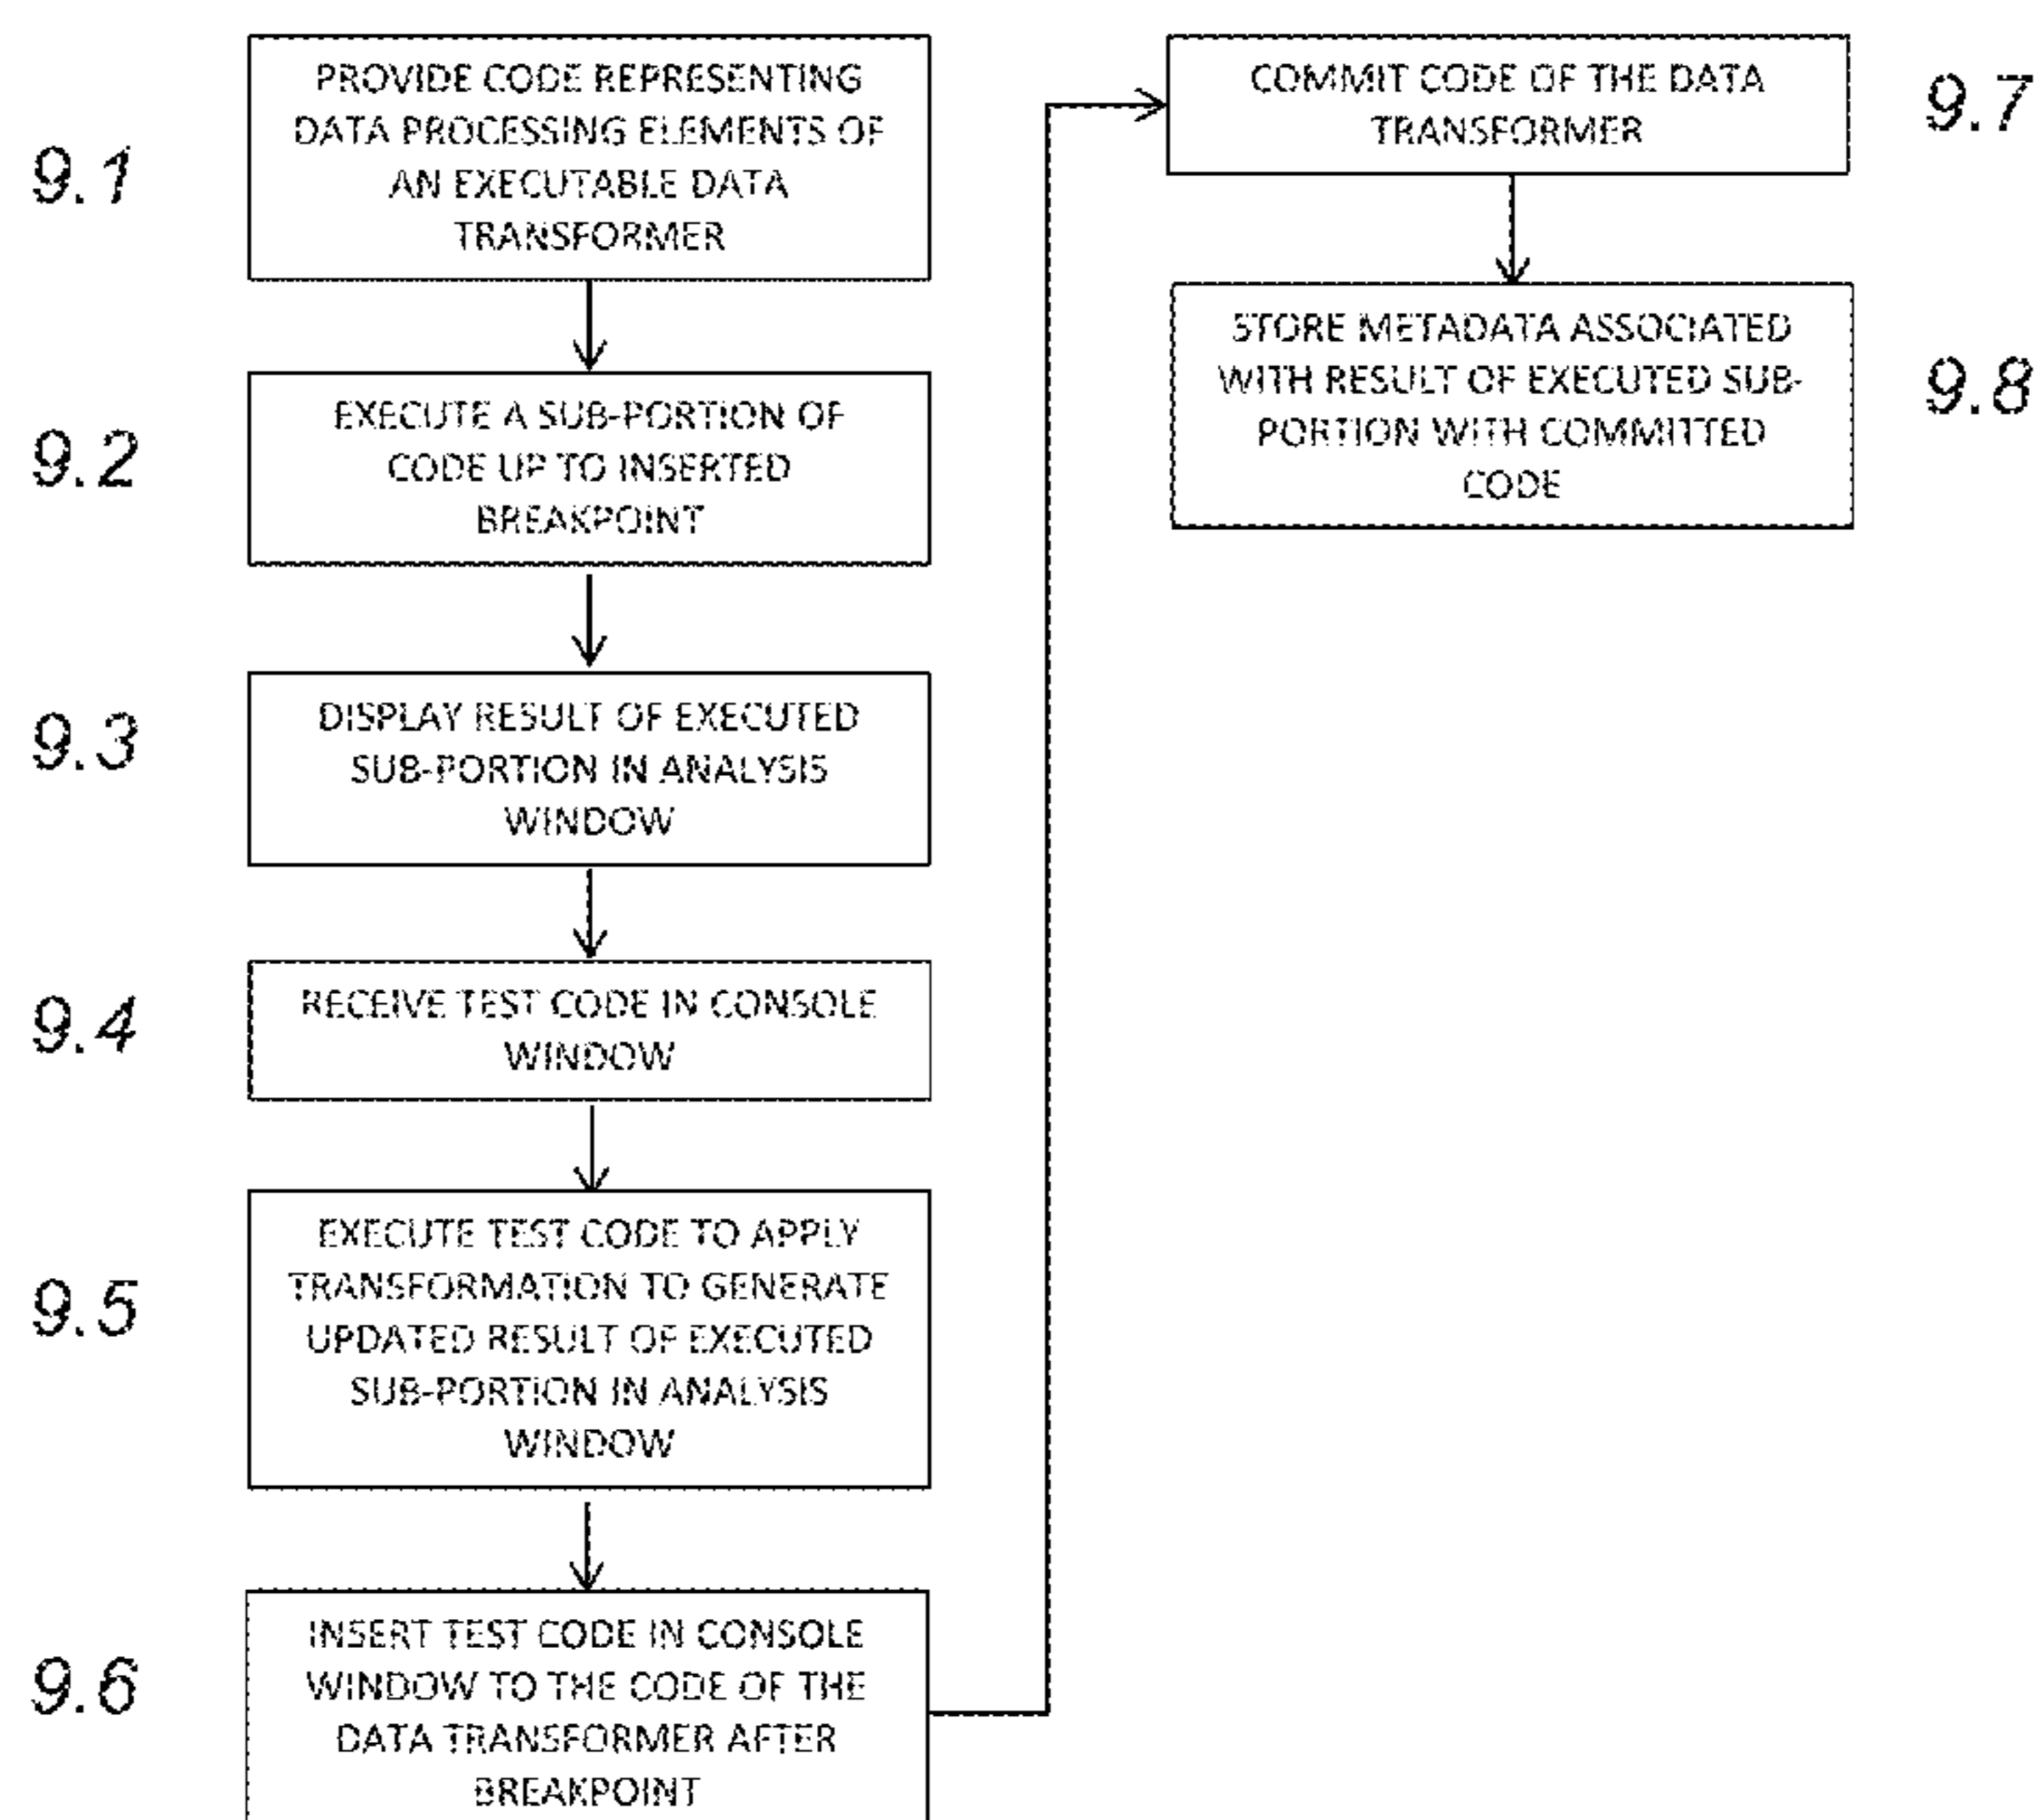 9.1
PROVIDE CODE REPRESENTING
DATA PROCESSING ELEMENTS OF
AN EXECUTABLE DATA
TRANSFORMER
9.2
EXECUTE A SUB-PORTION OF
CODE UP TO INSERTED
BREAKPOINT
9.3
DISPLAY RESULT OF EXECUTED
SUB-PORTION IN ANALYSIS
WINDOW
9.4
RECEIVE TEST CODE IN CONSOLE
WINDOW
9.5
EXECUTE TEST CODE TO APPLY
TRANSFORMATION TO GENERATE
UPDATED RESULT OF EXECUTED
SUB-PORTION IN ANALYSIS
WINDOW
9.6
INSERT TEST CODE IN CONSOLE
WINDOW TO THE CODE OF THE
DATA TRANSFORMER AFTER
BREAKPOINT
COMMIT CODE OF THE DATA
TRANSFORMER
9.7
STORE METADATA ASSOCIATED
WITH RESULT OF EXECUTED SUB-
PORTION WITH COMMITTED
CODE
9.8